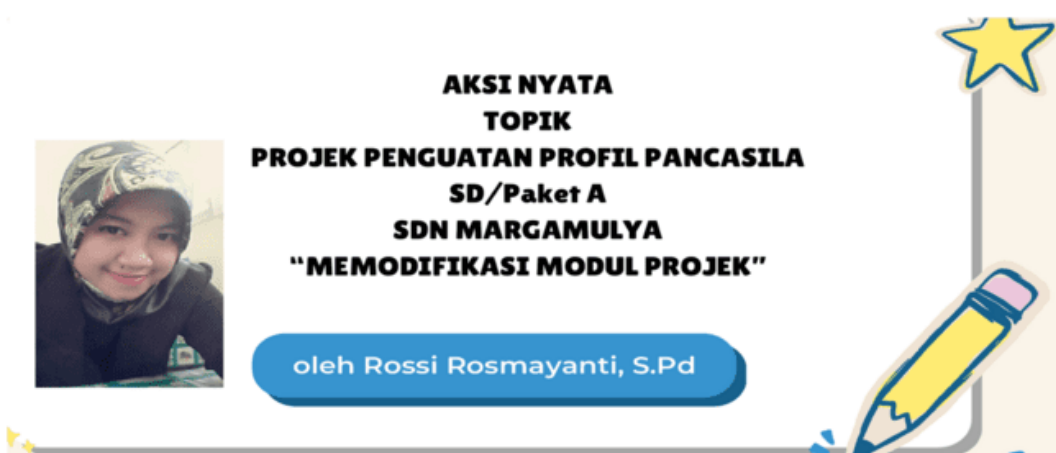 AKSI NYATA
TOPIK
PROJEK PENGUATAN PROFIL PANCASILA
SD/Paket A
SDN MARGAMULYA
“MEMODIFIKASI MODUL PROJEK”
oleh Rossi Rosmayanti, S.Pd